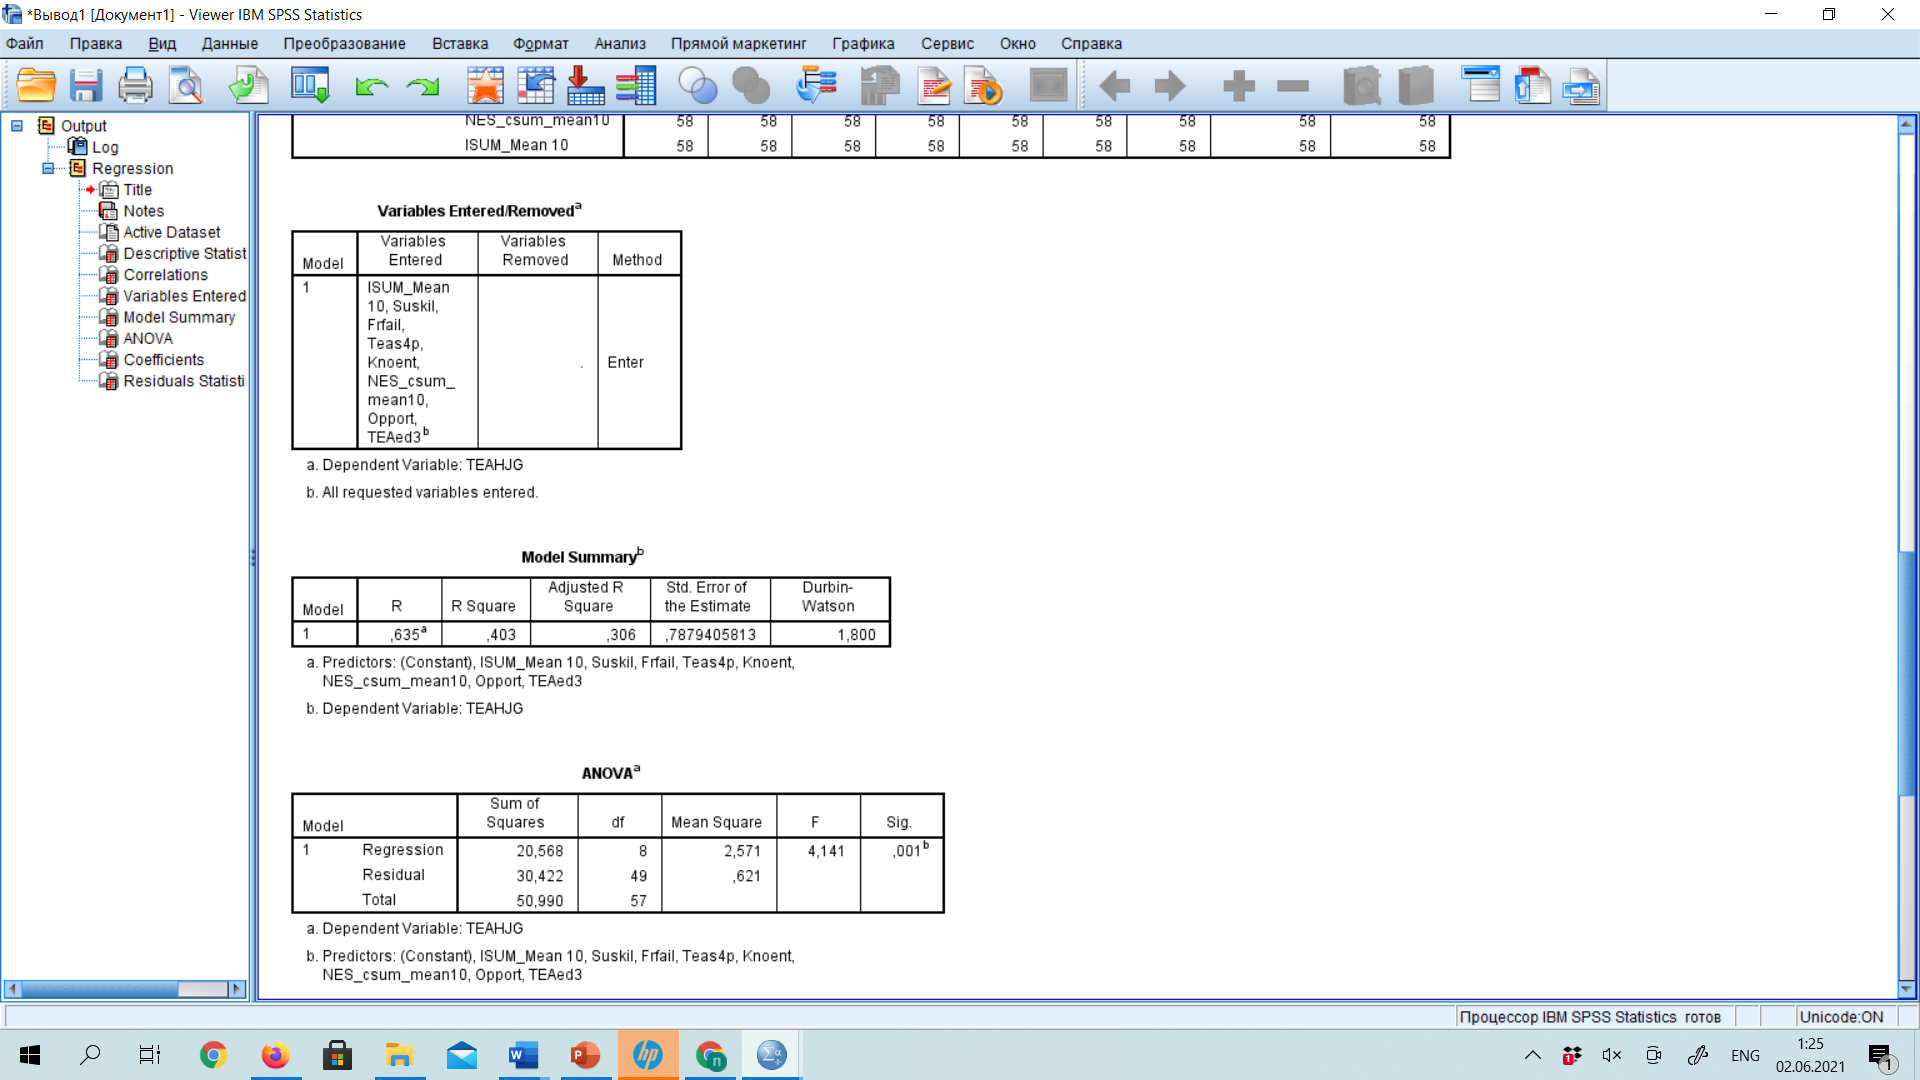 *Вывод1 [Документ1] - Viewer IBM SPSS Statistics
Файл Правка Вид Данные Преобразование Вставка Формат Анализ Прямой маркетинг Графика Сервис Окно Справка
Output
Log
Regression
Title
Notes
Active Dataset
Descriptive Statist
Correlations
Variables Entered
Model Summary
ANOVA
Coefficients
Residuals Statisti
NES_csum_mean10 58 58 58 58 58 58 58 58 58
ISUM_Mean 10 58 58 58 58 58 58 58 58 58
Variables Entered/Removed a
Model Variables Entered Variables Removed Method
1 ISUM_Mean 10, Suskil, Frfail, Teas4p, Knoent, NES_csum_mean10, Opport, TEAed3 b . Enter
a. Dependent Variable: TEAHJG
b. All requested variables entered.
Model Summary b
Model R R Square Adjusted R Square Std. Error of the Estimate Durbin-Watson
1 ,635 a ,403 ,306 ,7879405813 1,800
a. Predictors: (Constant), ISUM_Mean 10, Suskil, Frfail, Teas4p, Knoent,
NES_csum_mean10, Opport, TEAed3
b. Dependent Variable: TEAHJG
ANOVA a
Model Sum of Squares df Mean Square F Sig.
1 Regression 20,568 8 2,571 4,141 ,001 b
Residual 30,422 49 ,621
Total 50,990 57
a. Dependent Variable: TEAHJG
b. Predictors: (Constant), ISUM_Mean 10, Suskil, Frfail, Teas4p, Knoent,
NES_csum_mean10, Opport, TEAed3
Процессор IBM SPSS Statistics готов Unicode:ON
ENG
1:25
02.06.2021
1